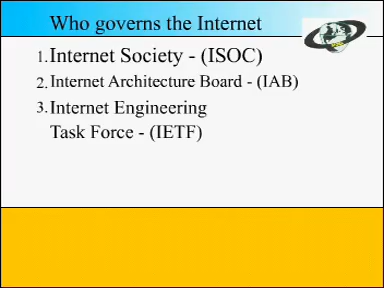 Who governs the Internet
1. Internet Society - (ISOC)
2. Internet Architecture Board - (IAB)
3. Internet Engineering
Task Force - (IETF)